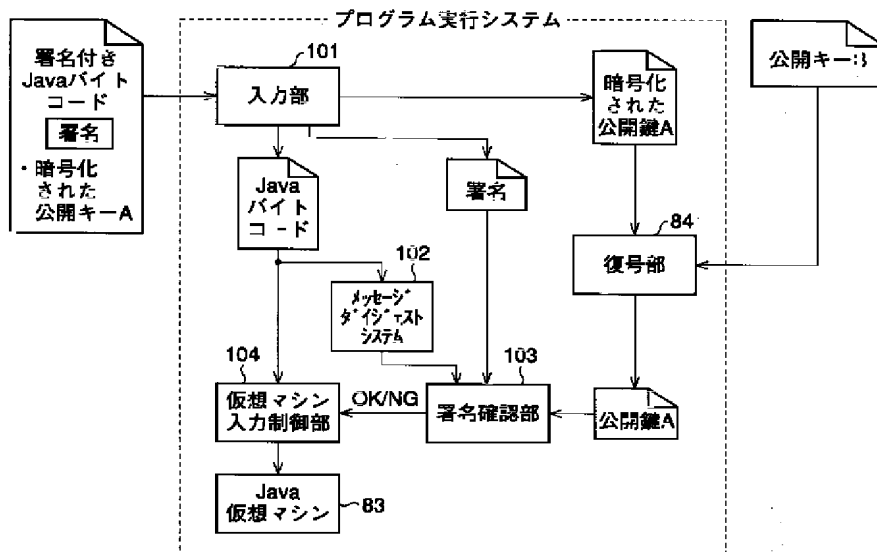 プログラム実行システム
署名付き
Javaバイト
コード
署名
・暗号化
された
公開キーA
101
入力部
暗号化
された
公開鍵A
公開キーB
Java
バイト
コード
署名
84
復号部
102
メッセージ
ダイジェスト
システム
104
仮想マシン
入力制御部
OK/NG
103
署名確認部
公開鍵A
Java
仮想マシン
83